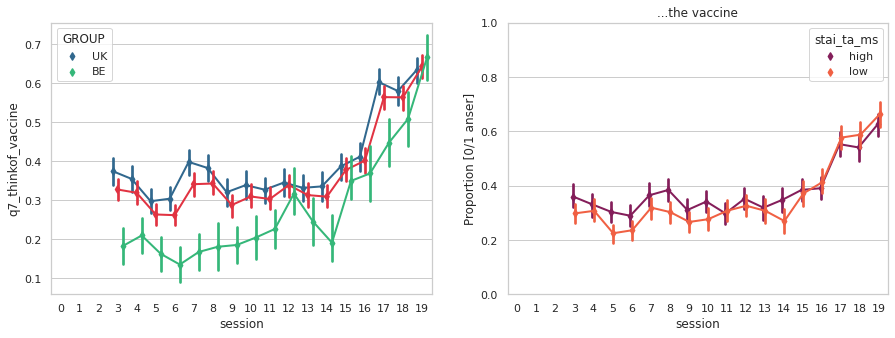 ...the vaccine
GROUP
UK
BE
q7_thinkof_vaccine
0.7
0.6
0.5
0.4
0.3
0.2
0.1
0 1 2 3 4 5 6 7 8 9 10 11 12 13 14 15 16 17 18 19
session
stai_ta_ms
high
low
Proportion [0/1 anser]
1.0
0.8
0.6
0.4
0.2
0.0
0 1 2 3 4 5 6 7 8 9 10 11 12 13 14 15 16 17 18 19
session